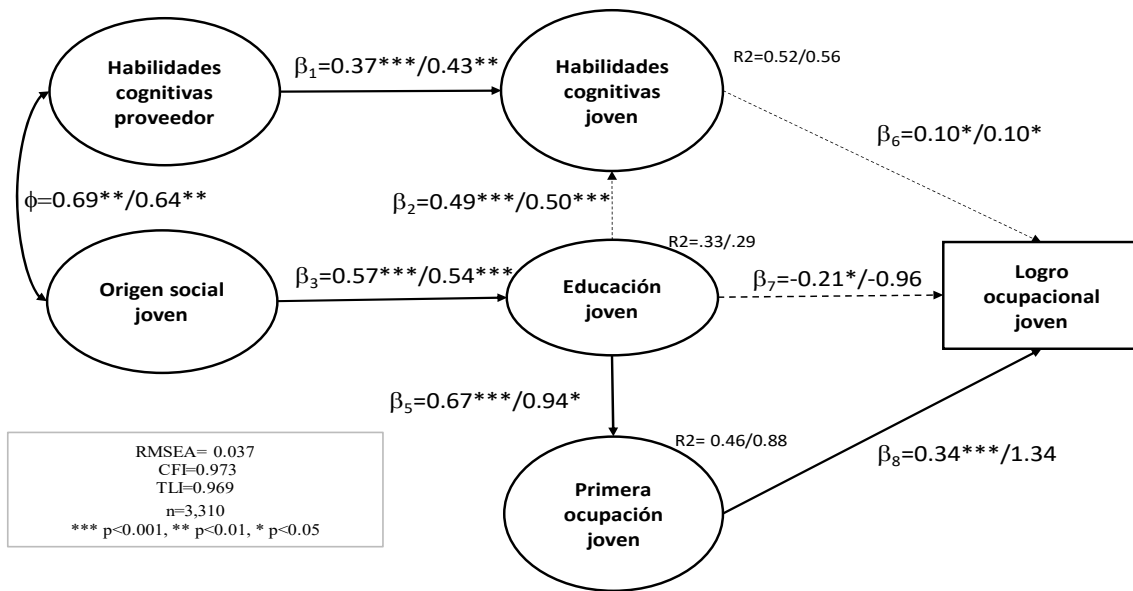 Habilidades
cognitivas
proveedor
β1=0.37***/0.43**
Habilidades
cognitivas
joven
R2=0.52/0.56
β6=0.10*/0.10*
ϕ=0.69**/0.64**
β2=0.49***/0.50***
R2=.33/.29
Origen social
joven
β3=0.57***/0.54***
Educación
joven
β7=-0.21*/-0.96
Logro
ocupacional
joven
β5=0.67***/0.94*
R2= 0.46/0.88
β8=0.34***/1.34
Primera
ocupación
joven
RMSEA= 0.037
CFI=0.973
TLI=0.969
n=3,310
*** p<0.001, ** p<0.01, * p<0.05